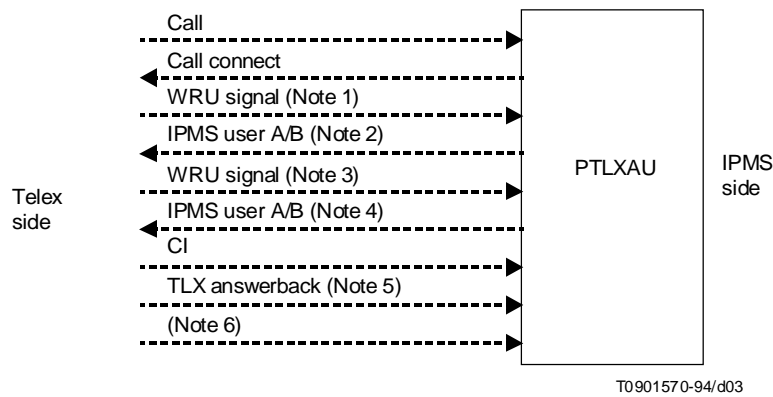 Call
Call connect
WRU signal (Note 1)
IPMS user A/B (Note 2)
WRU signal (Note 3)
IPMS user A/B (Note 4)
CI
TLX answerback (Note 5)
(Note 6)
Telex
side
PTLXAU
IPMS
side
T0901570-94/d03